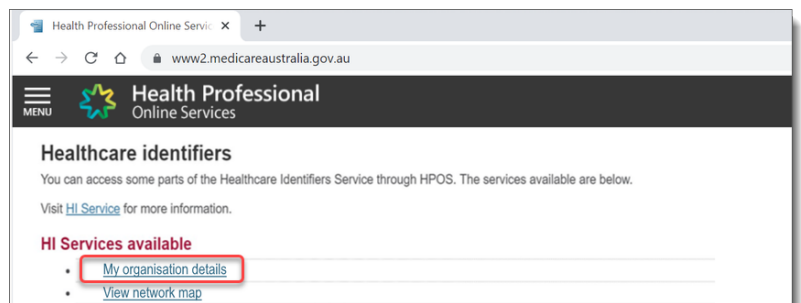 Health Professional Online Servic
www2.medicareaustralia.gov.au
MENU
Health Professional
Online Services
Healthcare identifiers
You can access some parts of the Healthcare Identifiers Service through HPOS. The services available are below.
Visit HI Service for more information.
HI Services available
• My organisation details
• View network map